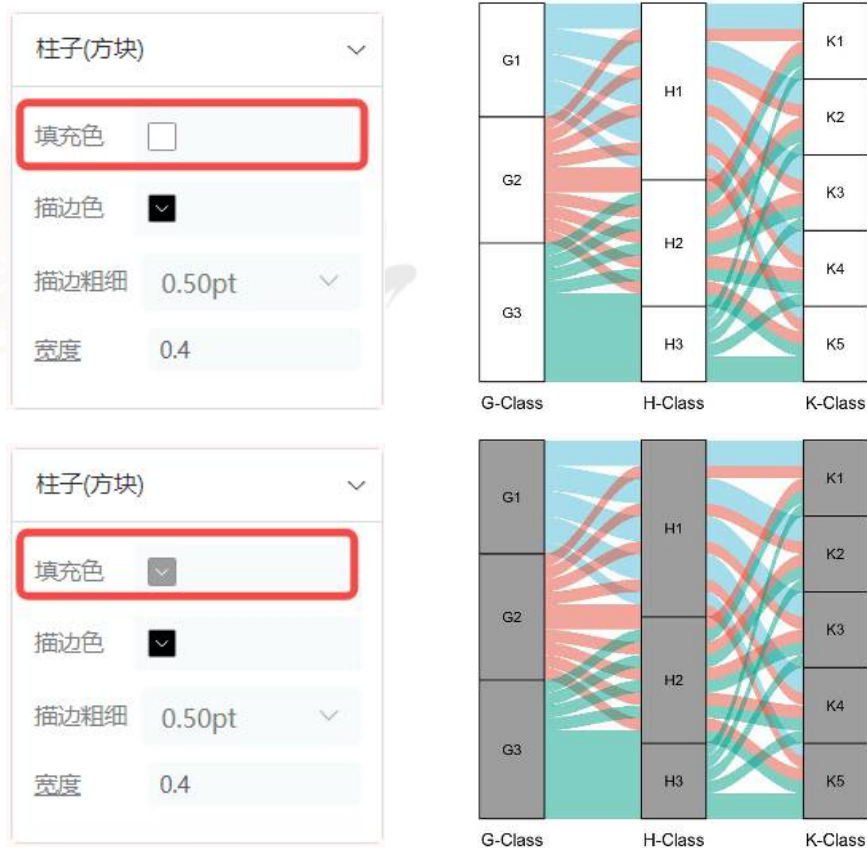 柱子(方块)
填充色
描边色
描边粗细 0.50pt
宽度 0.4
G1
G2
G3
H1
H2
H3
K1
K2
K3
K4
K5
G-Class H-Class K-Class
柱子(方块)
填充色
描边色
描边粗细 0.50pt
宽度 0.4
G1
G2
G3
H1
H2
H3
K1
K2
K3
K4
K5
G-Class H-Class K-Class